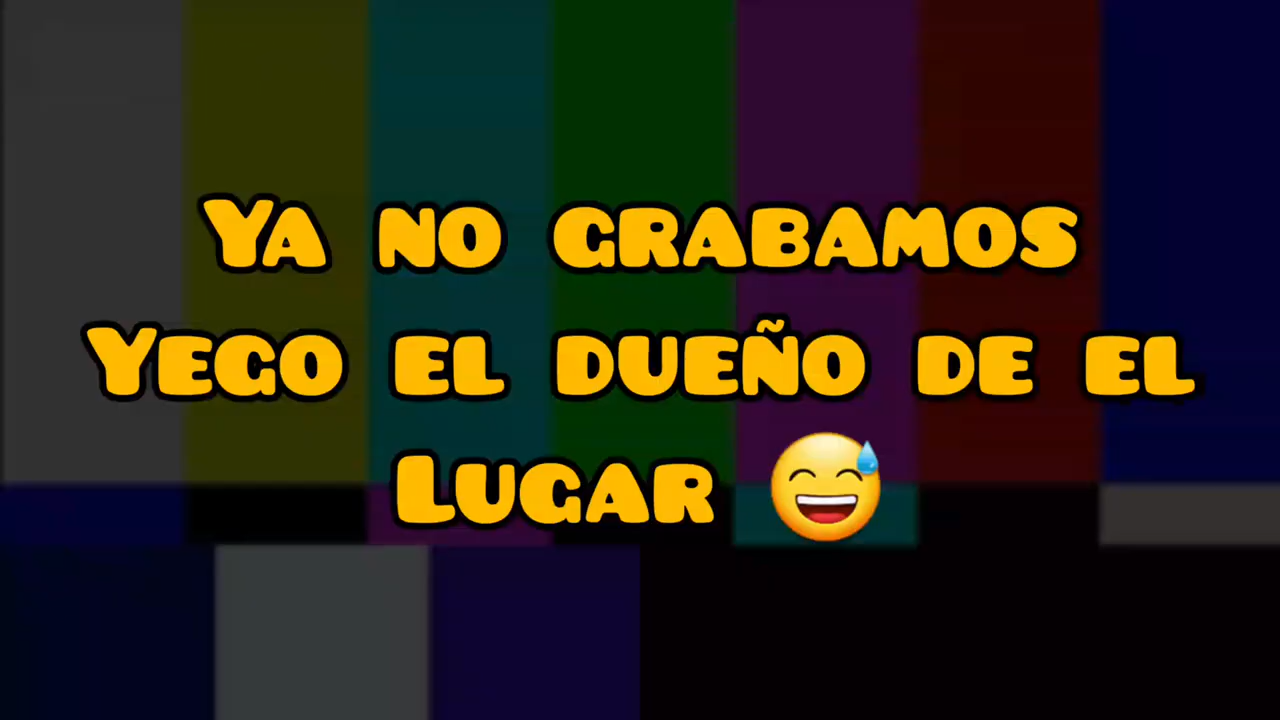 Ya no grabamos
Yego el dueño de el
Lugar 😅